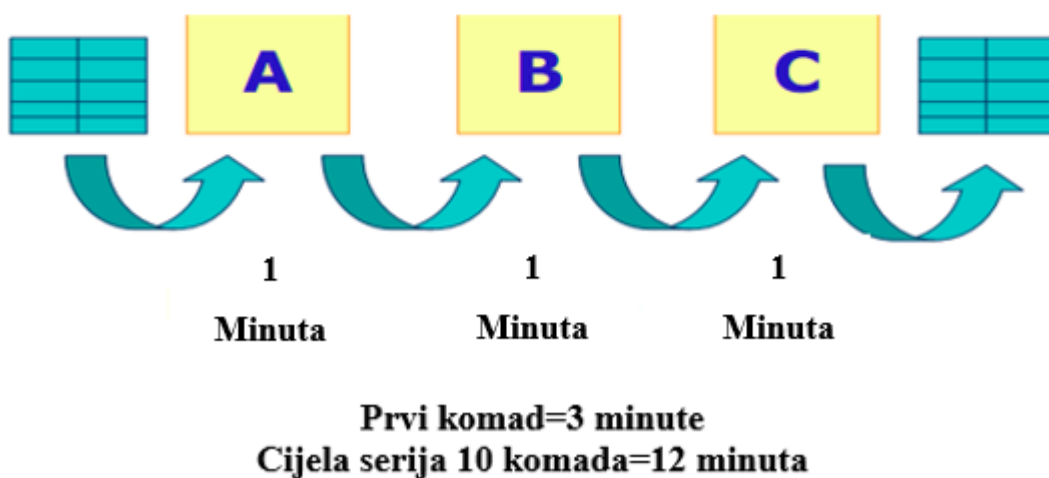 A B C
1 1 1
Minuta Minuta Minuta
Prvi komad=3 minute
Cijela serija 10 komada=12 minuta